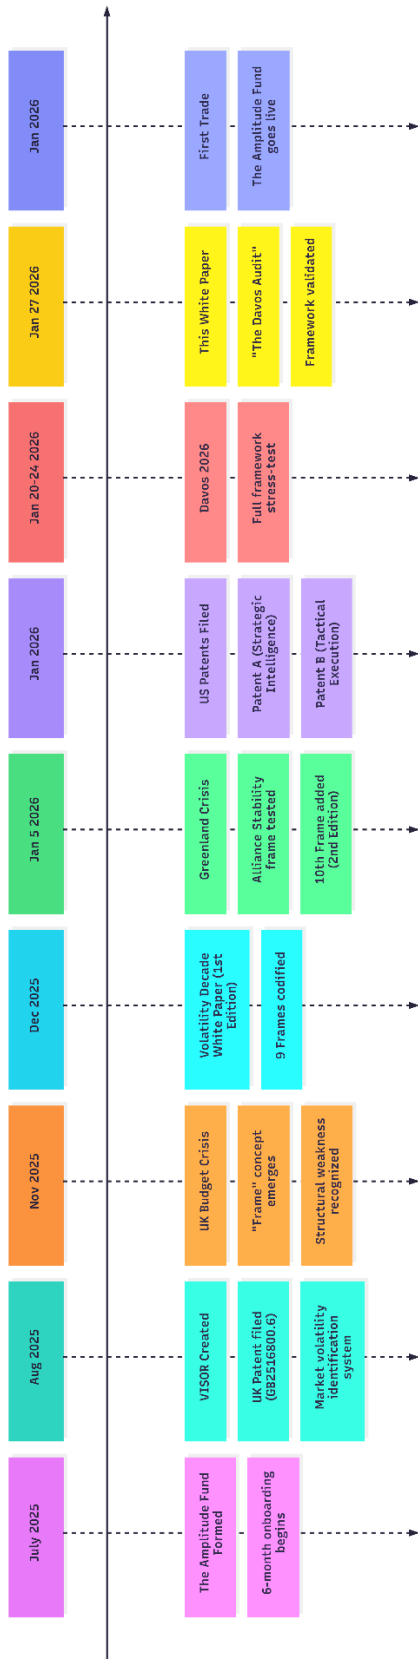 July 2025
The Amplitude Fund
Formed
6-month onboarding
begins
Aug 2025
VISOR Created
UK Patent filed
(GB2516800.6)
Market volatility
identification
system
Nov 2025
UK Budget Crisis
"Frame" concept
emerges
Structural weakness
recognized
Dec 2025
Volatility Decade
White Paper (1st
Edition)
9 Frames codified
Jan 5 2026
Greenland Crisis
Alliance Stability
frame tested
10th Frame added
(2nd Edition)
Jan 2026
US Patents Filed
Patent A (Strategic
Intelligence)
Patent B (Tactical
Execution)
Jan 20-24 2026
Davos 2026
Full framework
stress-test
Jan 27 2026
This White Paper
"The Davos Audit"
Framework validated
Jan 2026
First Trade
The Amplitude Fund
goes live